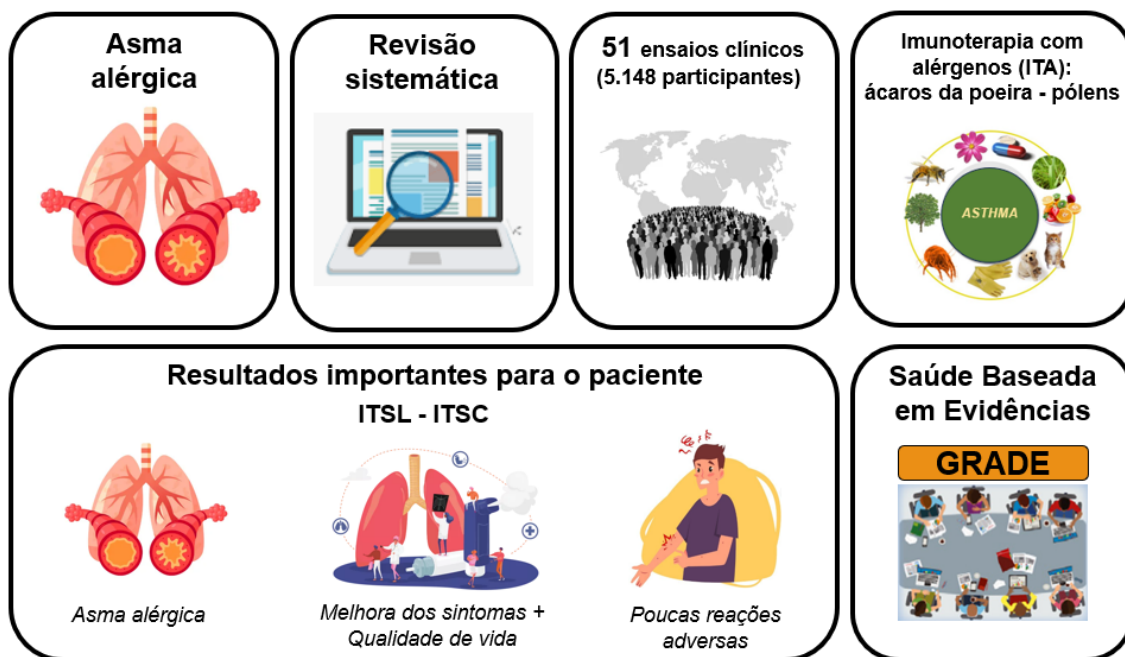 Asma
alérgica
Revisão
sistemática
51 ensaios clínicos
(5.148 participantes)
Imunoterapia com
alérgenos (ITA):
ácaros da poeira - pólens
ASTHMA
Resultados importantes para o paciente
ITSL - ITSC
Asma alérgica
Melhora dos sintomas +
Qualidade de vida
Poucas reações
adversas
Saúde Baseada
em Evidências
GRADE